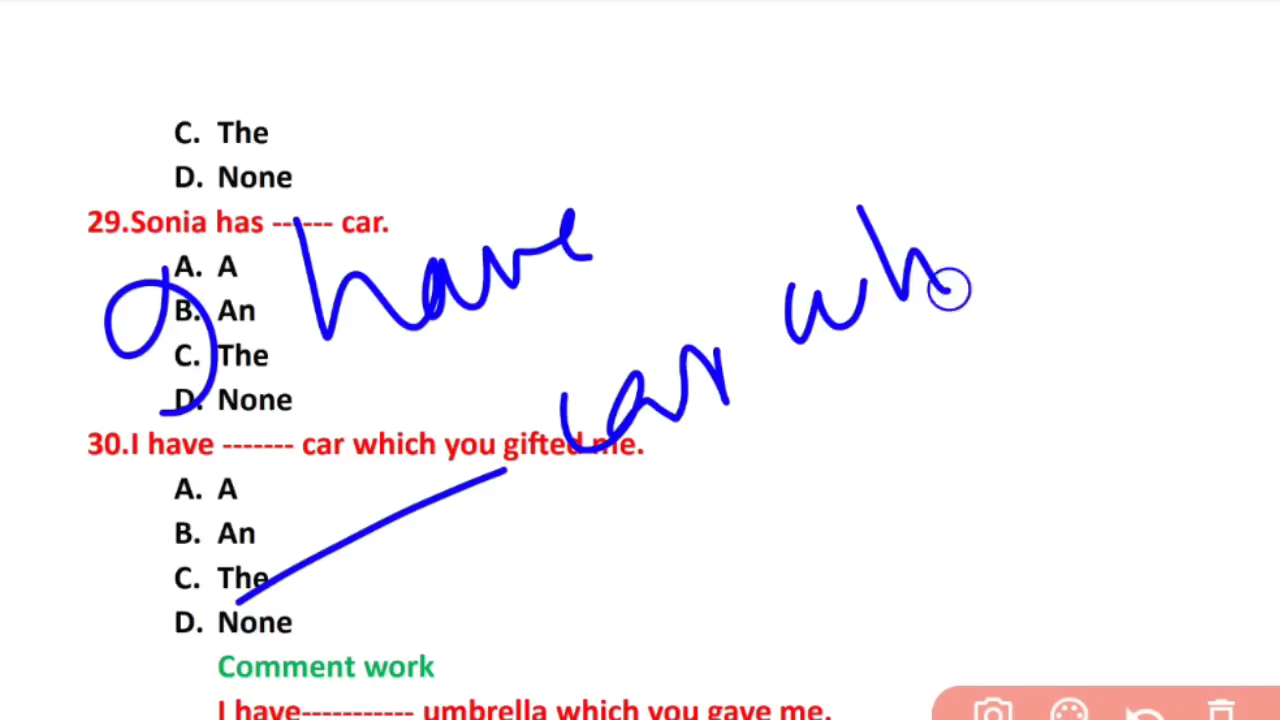 C. The
D. None
29.Sonia has ------ car.
A. A
B. An
C. The
D. None
I have
car wh
30.I have ------- car which you gifted me.
A. A
B. An
C. The
D. None
Comment work
I have----------- umbrella which you gave me.